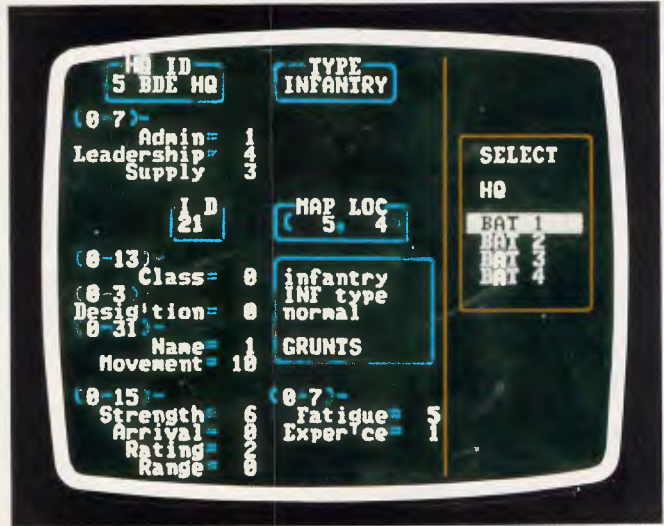 HQ ID
5 BDE HQ
TYPE
INFANTRY
(0-7)-
Admin= 1
Leadership= 4
Supply 3
I D
21
MAP LOC
( 5, 4 )
(0-13)-
Class= 0
(0-3)
Desig'tion= 0
(0-31)-
Name= 1
Movement= 10
infantry
INF type
normal
GRUNTS
(0-15)-
Strength= 6
Arrival= 0
Rating= 2
Range= 0
(0-7)-
Fatigue= 5
Exper'ce= 1
SELECT
HQ
BAT 1
BAT 2
BAT 3
BAT 4